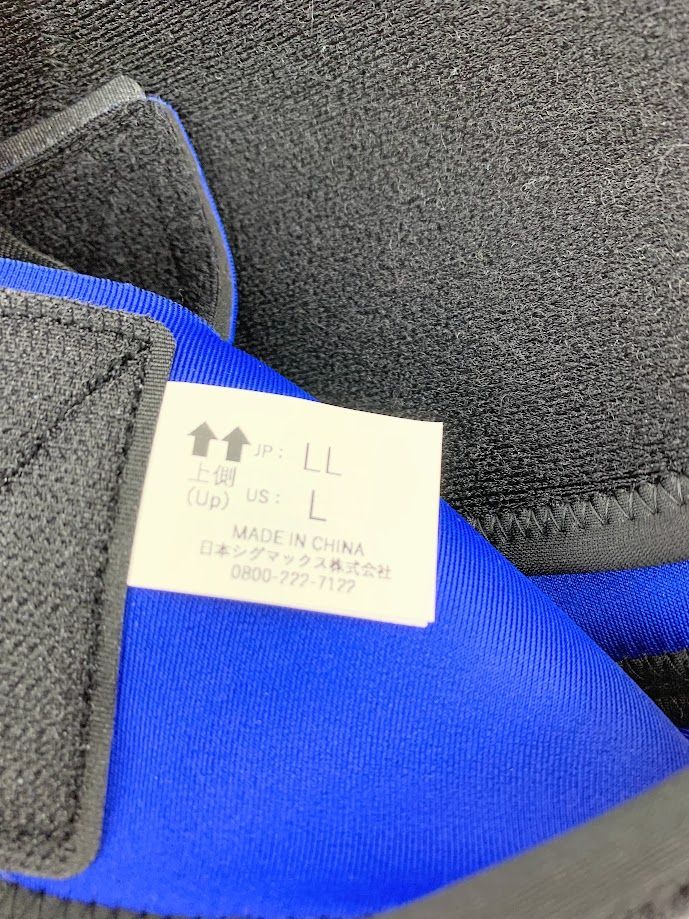 JP: LL
上側
(Up) US: L
MADE IN CHINA
日本シグマックス株式会社
0800-222-7122